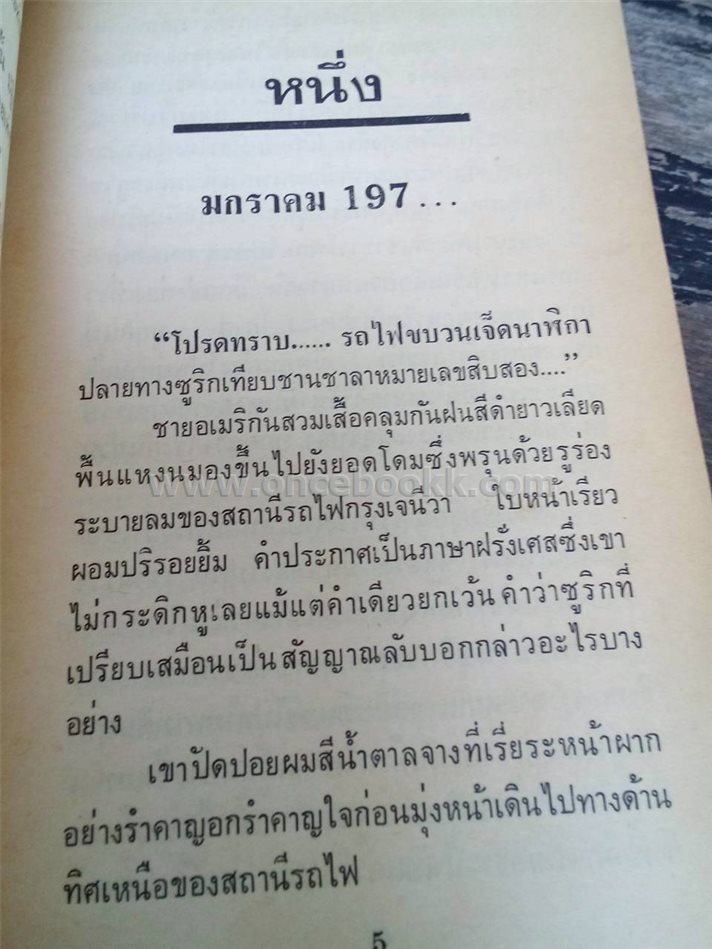 หนึ่ง
มกราคม 197 ...
“โปรดทราบ...... รถไฟขบวนเจ็ดนาฬิกา
ปลายทางซูริกเทียบชานชาลาหมายเลขสิบสอง....”
ชายอเมริกันสวมเสื้อคลุมกันฝนสีดำยาวเลียด
พื้นแหงนมองขึ้นไปยังยอดโดมซึ่งพรุนด้วยรูร่อง
ระบายลมของสถานีรถไฟกรุงเจนีวา ใบหน้าเรียว
ผอมปริรอยยิ้ม คำประกาศเป็นภาษาฝรั่งเศสซึ่งเขา
ไม่กระดิกหูเลยแม้แต่คำเดียวยกเว้น คำว่าซูริกที่
เปรียบเสมือนเป็น สัญญาณลับบอกกล่าวอะไรบาง
อย่าง
เขาปัดปอยผมสีน้ำตาลจางที่เรี่ยระหน้าผาก
อย่างรำคาญอกรำคาญใจก่อนมุ่งหน้าเดินไปทางด้าน
ทิศเหนือของสถานีรถไฟ
5
www.oncebookk.com